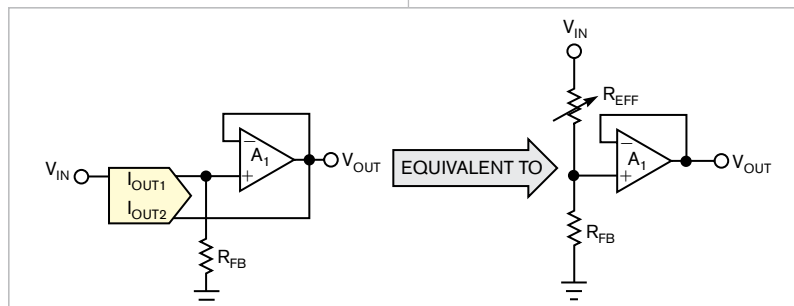 V_IN
I_OUT1
I_OUT2
R_FB
−
A_1
+
V_OUT
EQUIVALENT TO
V_IN
R_EFF
−
A_1
+
V_OUT
R_FB